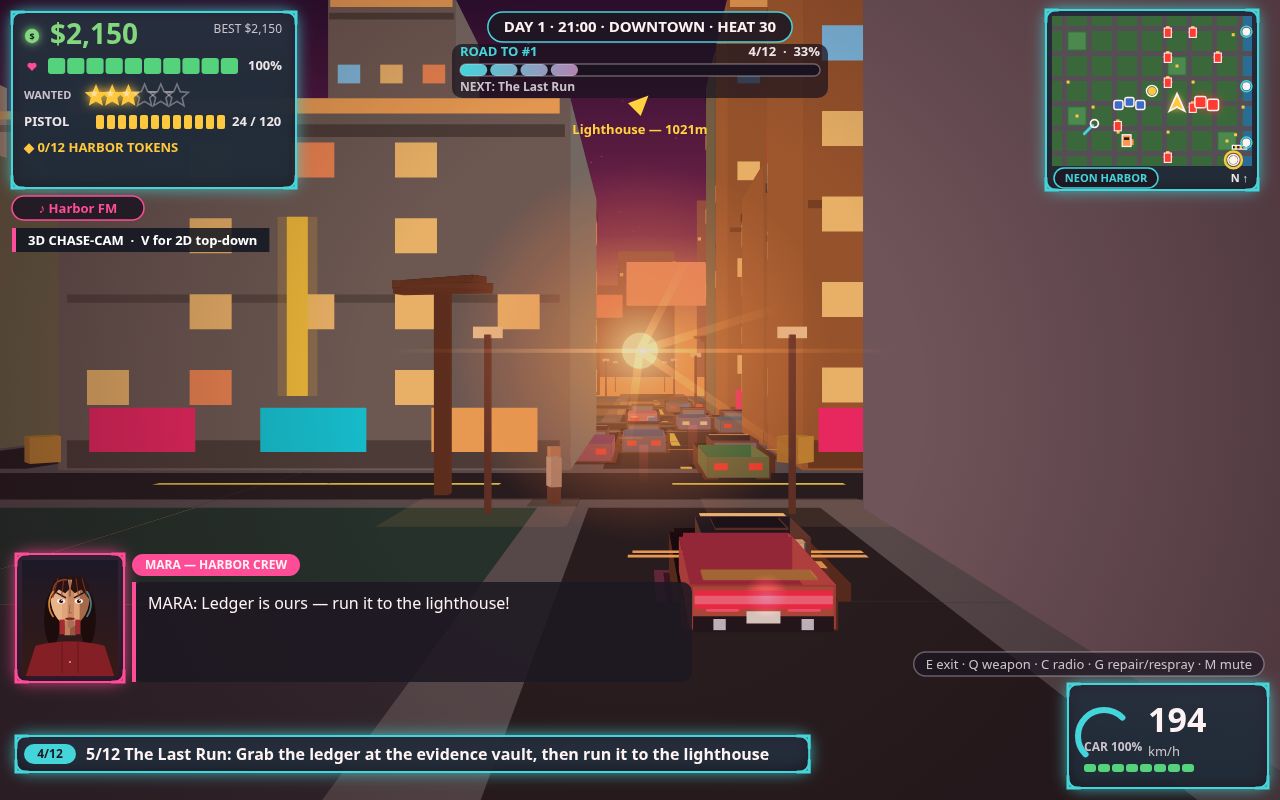 $ $2,150 BEST $2,150
100%
WANTED
PISTOL 24 / 120
◆ 0/12 HARBOR TOKENS
♪ Harbor FM
3D CHASE-CAM · V for 2D top-down
DAY 1 · 21:00 · DOWNTOWN · HEAT 30
ROAD TO #1 4/12 · 33%
NEXT: The Last Run
Lighthouse — 1021m
NEON HARBOR N ↑
MARA — HARBOR CREW
MARA: Ledger is ours — run it to the lighthouse!
E exit · Q weapon · C radio · G repair/respray · M mute
194
CAR 100% km/h
4/12 5/12 The Last Run: Grab the ledger at the evidence vault, then run it to the lighthouse